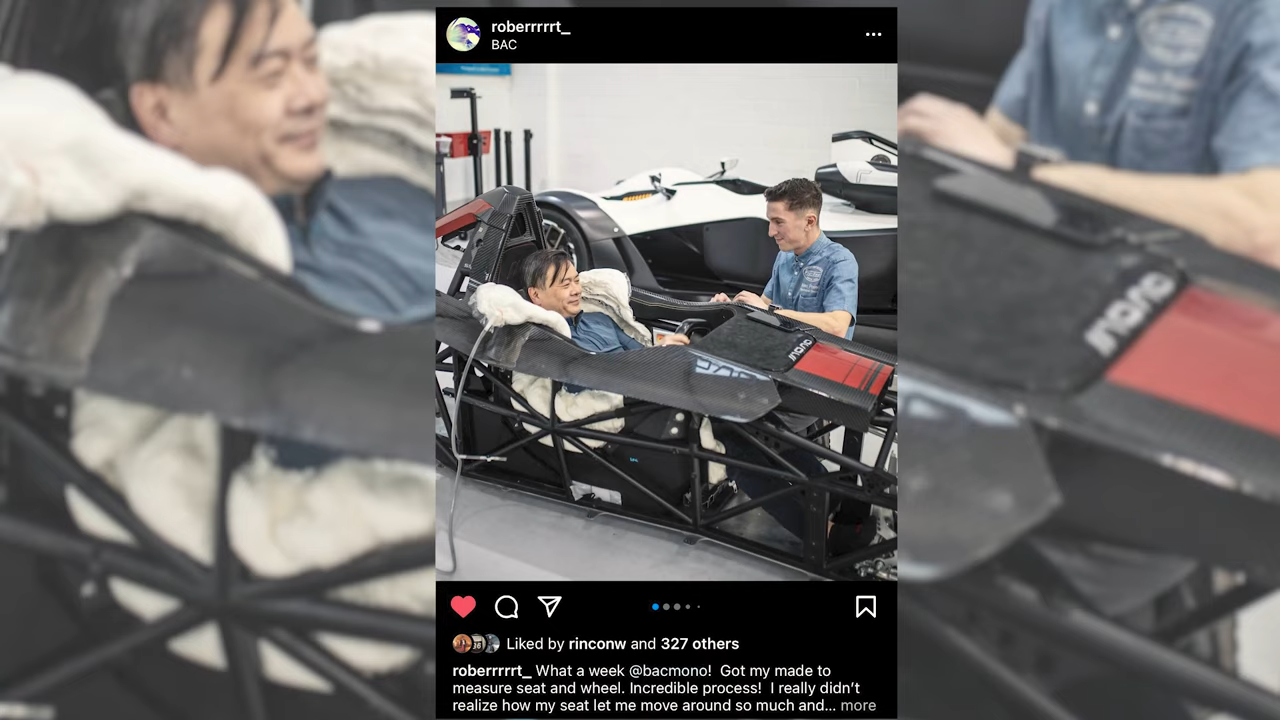 roberrrrrt_
BAC
Liked by rinconw and 327 others
roberrrrrt_ What a week @bacmono!  Got my made to
measure seat and wheel. Incredible process!  I really didn't
realize how my seat let me move around so much and... more